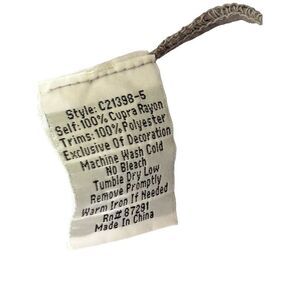 Style: C21398-5
Self:100% Cupra Rayon
Trims:100% Polyester
Exclusive Of Decoration
Machine Wash Cold
No Bleach
Tumble Dry Low
Remove Promptly
Warm Iron If Needed
Rn# 87291
Made In China